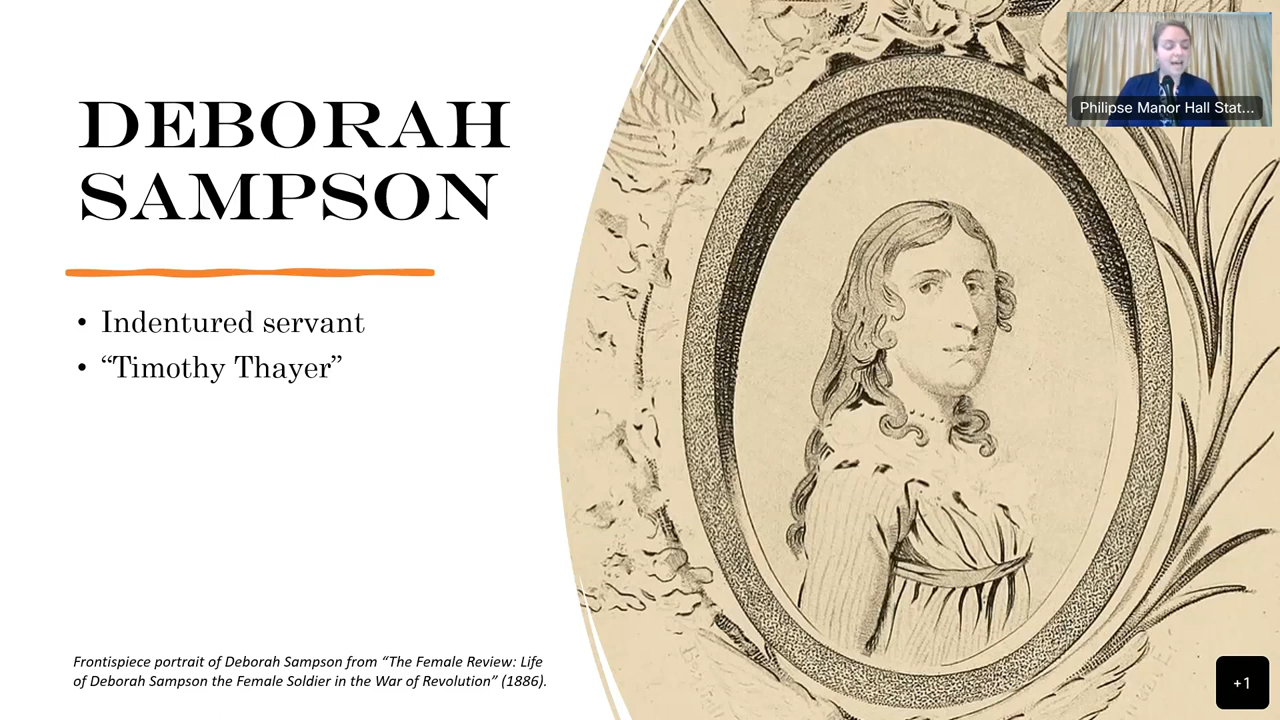 DEBORAH
SAMPSON
• Indentured servant
• “Timothy Thayer”
Frontispiece portrait of Deborah Sampson from “The Female Review: Life
of Deborah Sampson the Female Soldier in the War of Revolution” (1886).
Philipse Manor Hall Stat...
+1